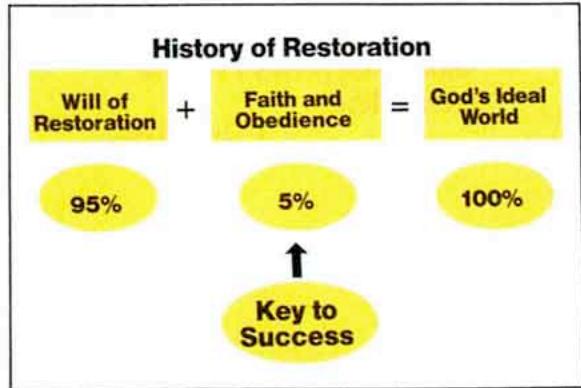 History of Restoration
Will of
Restoration
+
Faith and
Obedience
=
God's Ideal
World
95%
5%
100%
Key to
Success